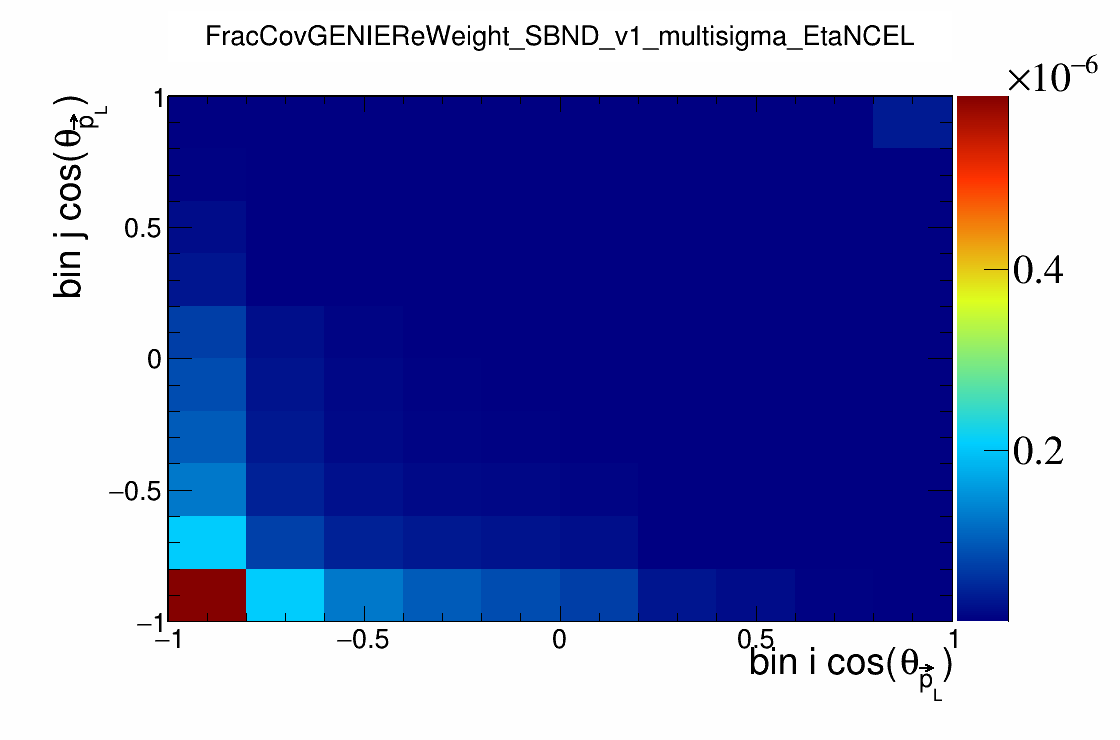 FracCovGENIEReWeight_SBND_v1_multisigma_EtaNCEL
×10⁻⁶
bin j cos(θ_p⃗_L)
1
0.5
0
−0.5
−1
0.4
0.2
−1 −0.5 0 0.5 1
bin i cos(θ_p⃗_L)